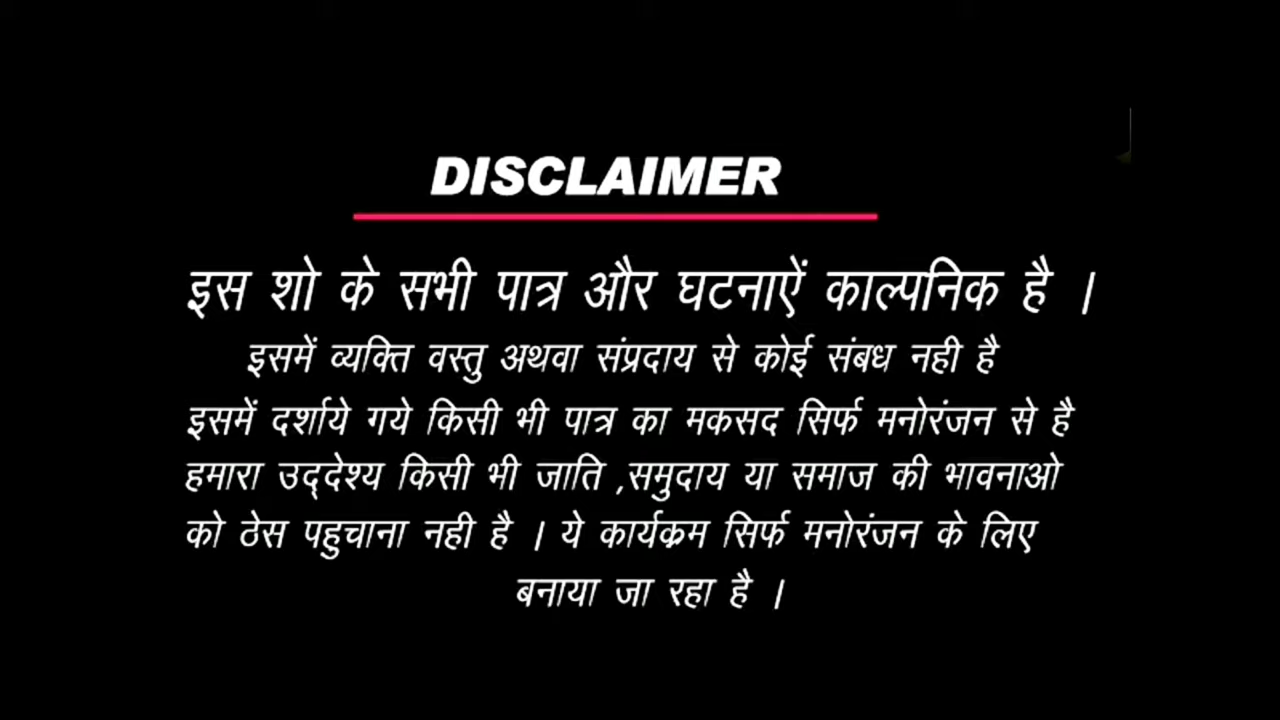 DISCLAIMER
इस शो के सभी पात्र और घटनाऐं काल्पनिक है ।
इसमें व्यक्ति वस्तु अथवा संप्रदाय से कोई संबध नही है
इसमें दर्शाये गये किसी भी पात्र का मकसद सिर्फ मनोरंजन से है
हमारा उद्देश्य किसी भी जाति ,समुदाय या समाज की भावनाओ
को ठेस पहुचाना नही है । ये कार्यक्रम सिर्फ मनोरंजन के लिए
बनाया जा रहा है ।